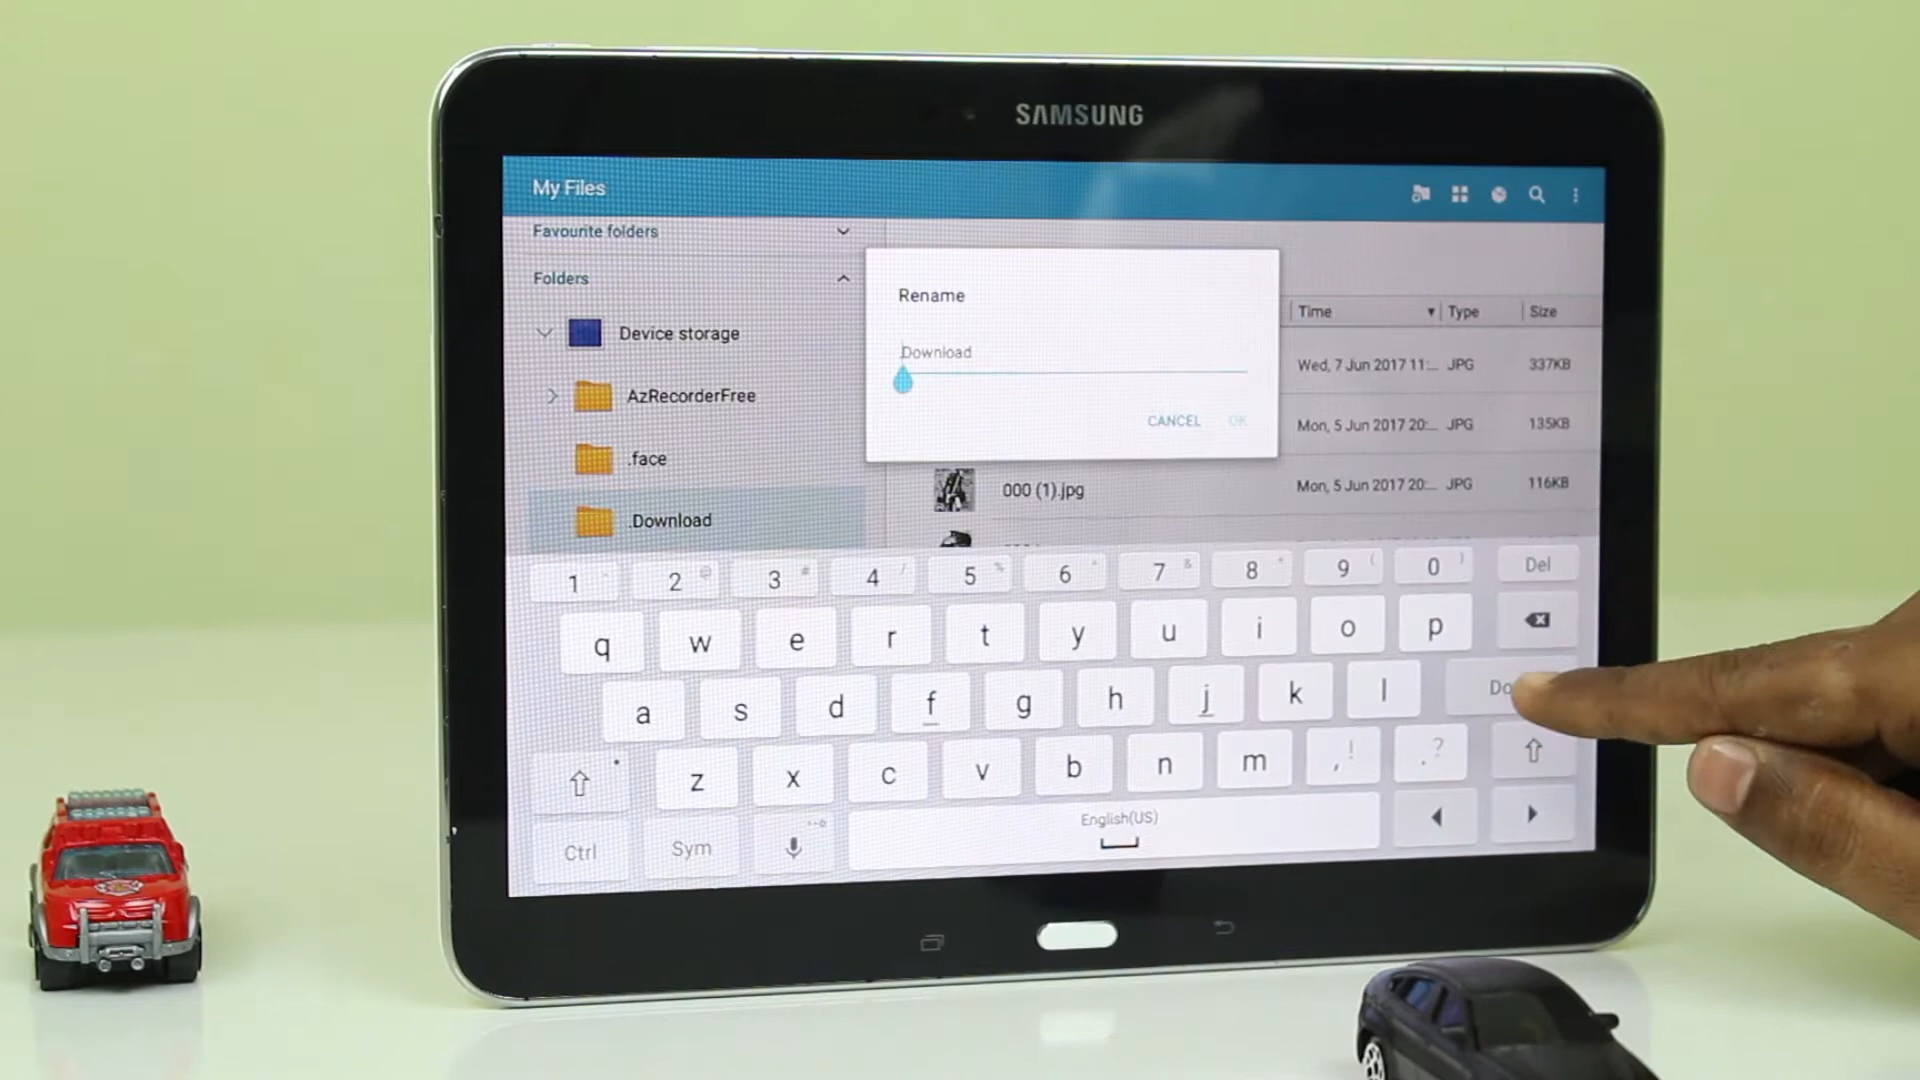 SAMSUNG
My Files
Favourite folders
Folders
Device storage
AzRecorderFree
.face
.Download
Rename
Download
CANCEL OK
Time Type Size
Wed, 7 Jun 2017 11:... JPG 337KB
Mon, 5 Jun 2017 20:... JPG 135KB
000 (1).jpg Mon, 5 Jun 2017 20:... JPG 116KB
1 2 @ 3 # 4 / 5 % 6 ^ 7 & 8 * 9 ( 0 ) Del
q w e r t y u i o p
a s d f g h j k l Do
z x c v b n m , ! . ?
Ctrl Sym English(US)